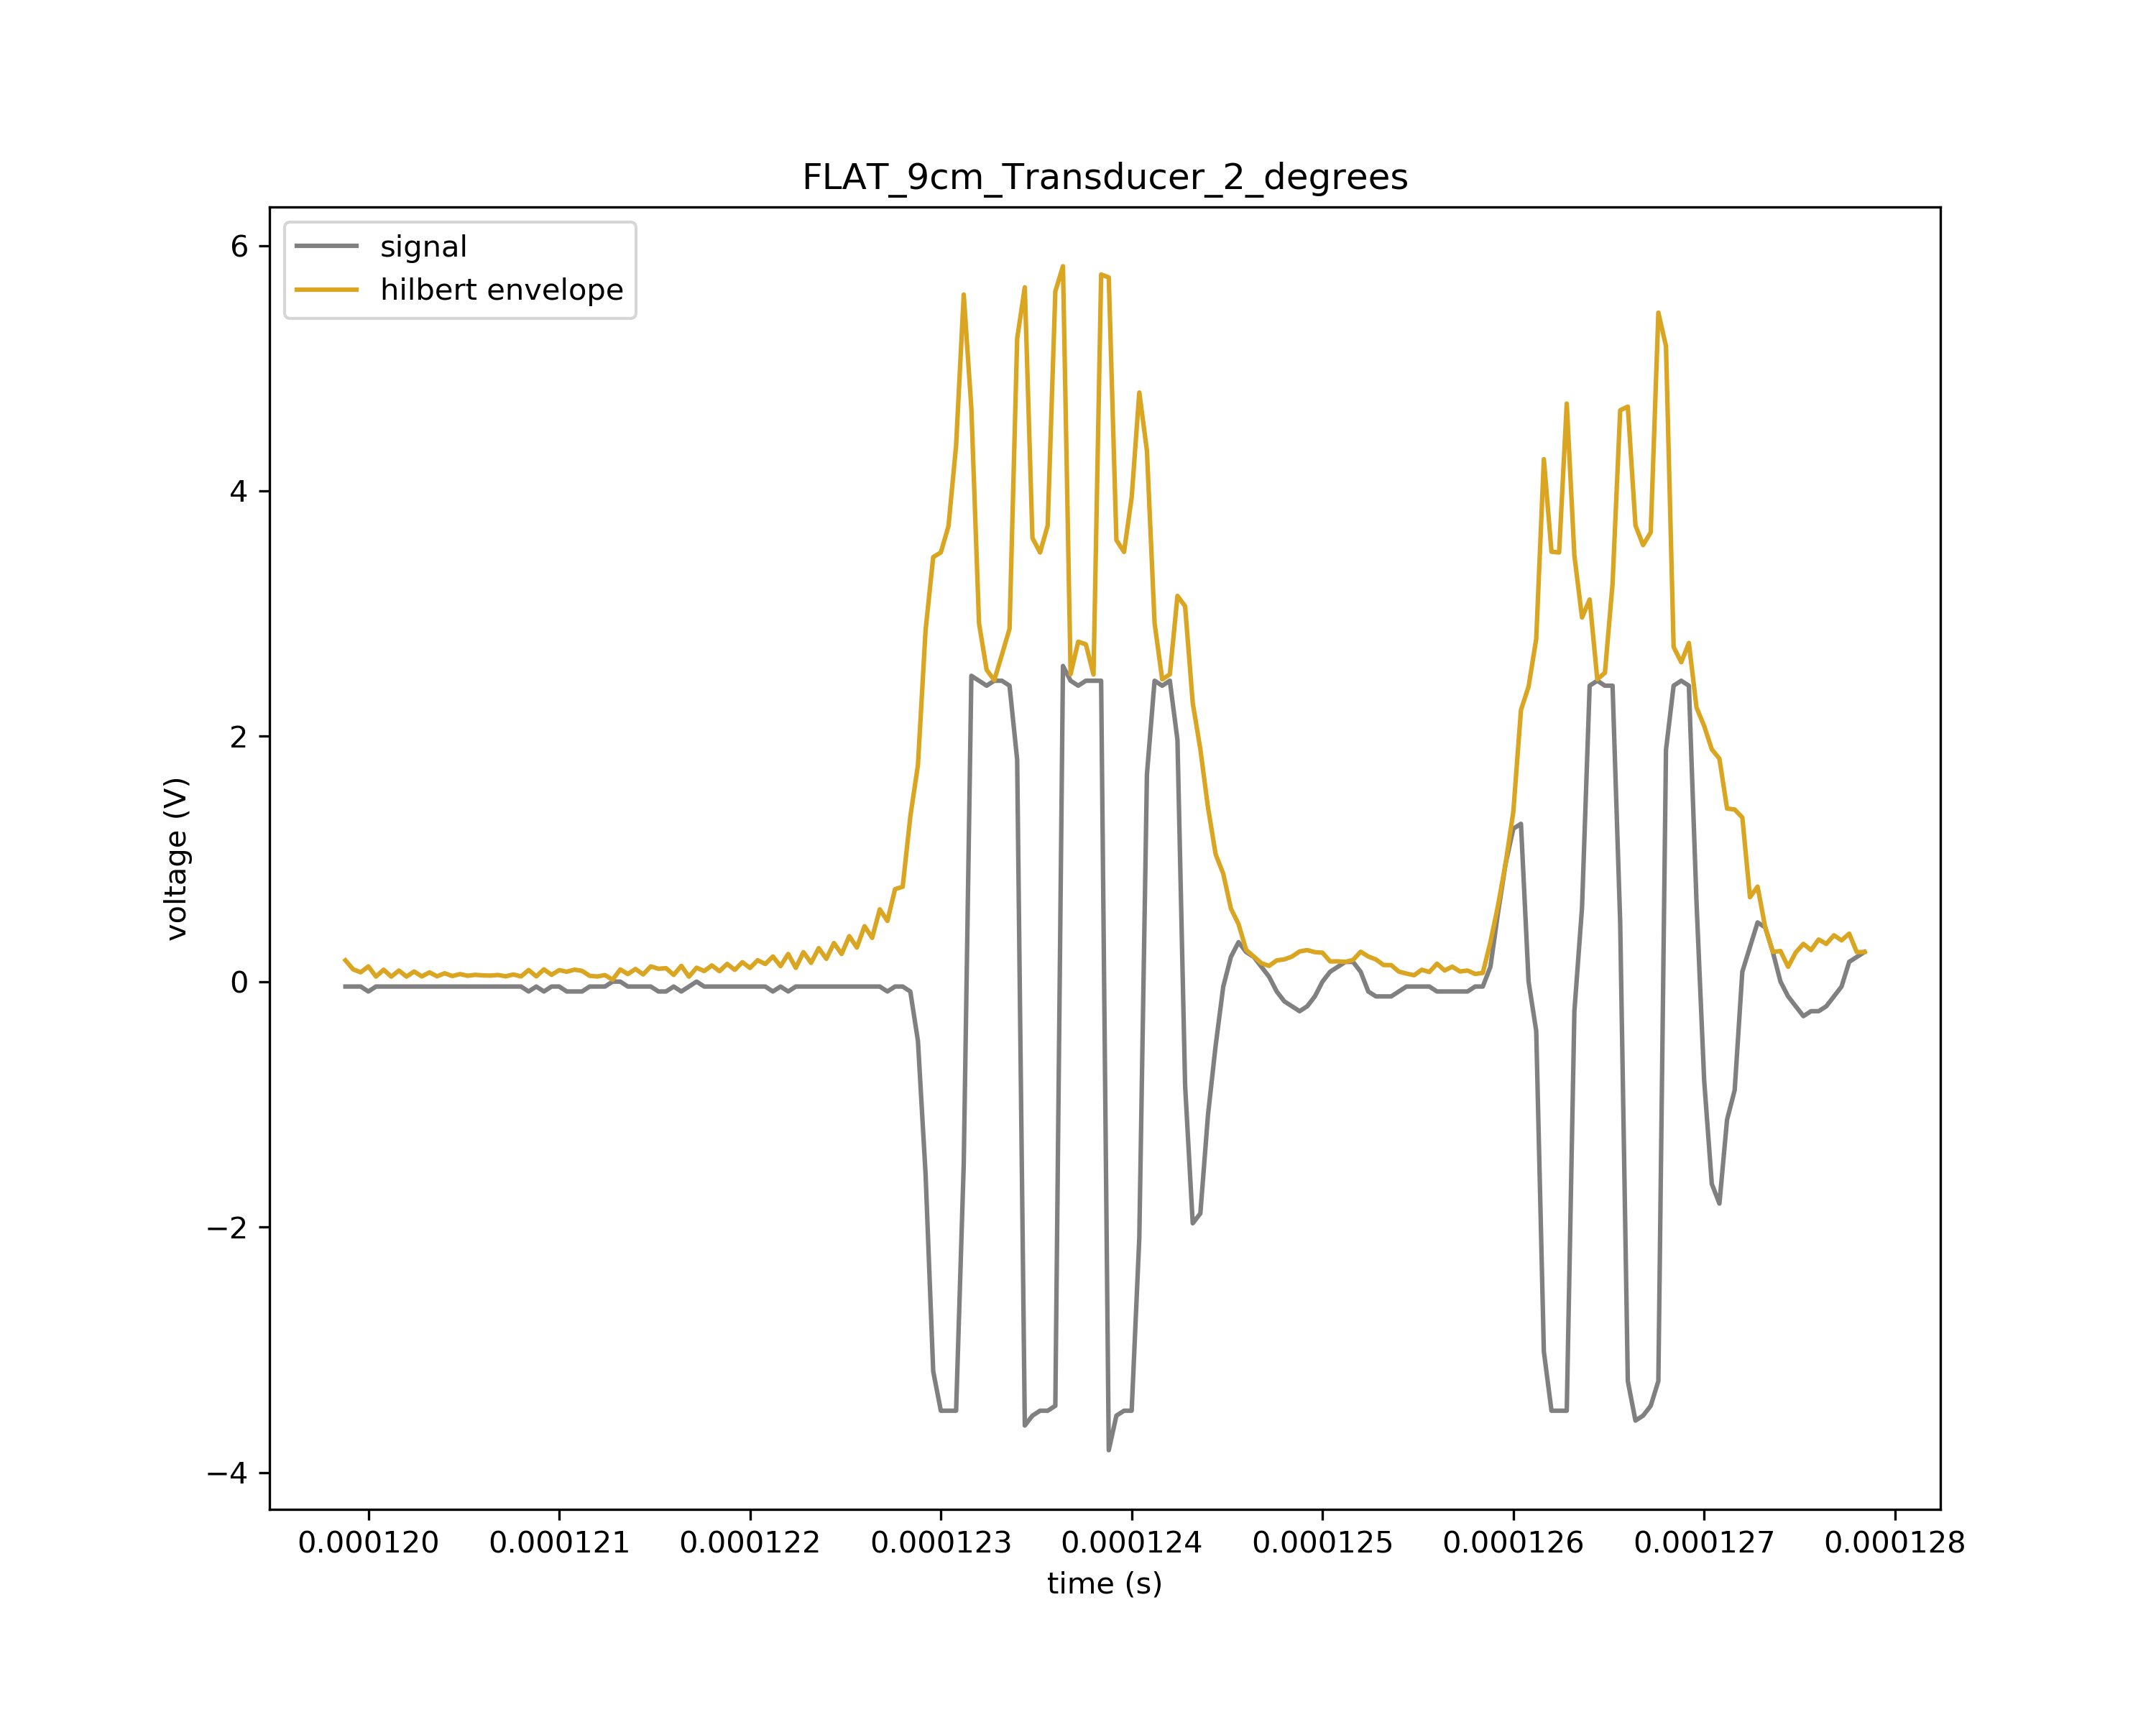 FLAT_9cm_Transducer_2_degrees
signal
hilbert envelope
6
4
2
0
−2
−4
voltage (V)
0.000120 0.000121 0.000122 0.000123 0.000124 0.000125 0.000126 0.000127 0.000128
time (s)